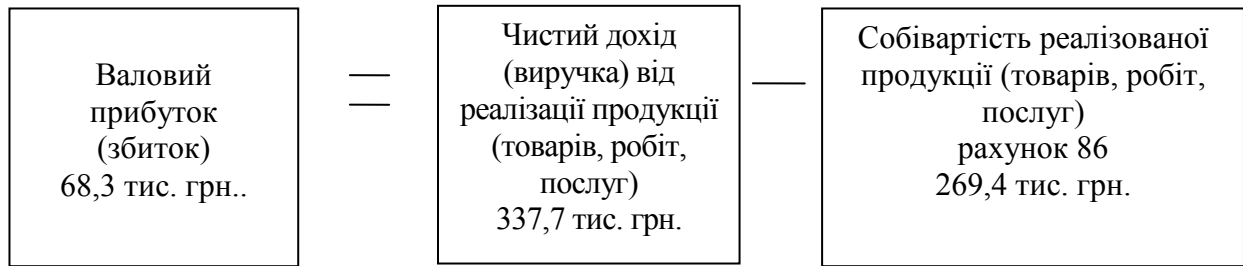 Валовий
прибуток
(збиток)
68,3 тис. грн..
Чистий дохід
(виручка) від
реалізації продукції
(товарів, робіт,
послуг)
337,7 тис. грн.
Собівартість реалізованої
продукції (товарів, робіт,
послуг)
рахунок 86
269,4 тис. грн.